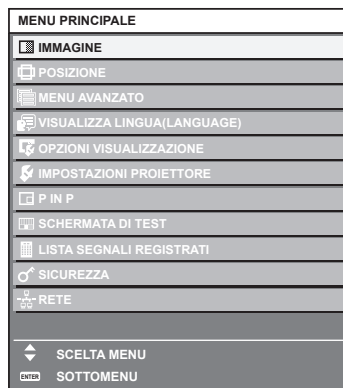 MENU PRINCIPALE
IMMAGINE
POSIZIONE
MENU AVANZATO
VISUALIZZA LINGUA(LANGUAGE)
OPZIONI VISUALIZZAZIONE
IMPOSTAZIONI PROIETTORE
P IN P
SCHERMATA DI TEST
LISTA SEGNALI REGISTRATI
SICUREZZA
RETE
SCELTA MENU
ENTER SOTTOMENU